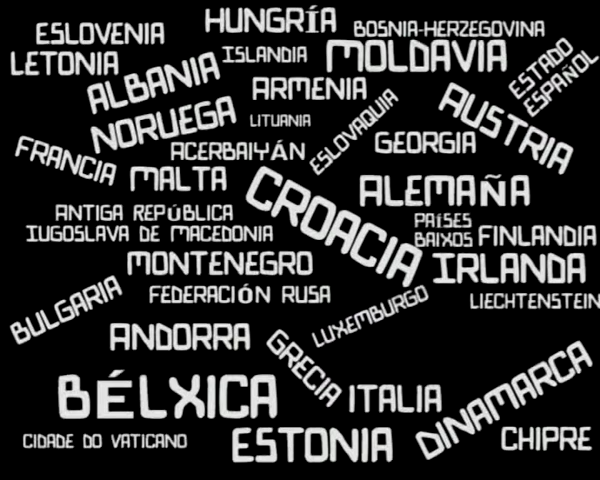 HUNGRÍA
ESLOVENIA
BOSNIA-HERZEGOVINA
LETONIA
ISLANDIA
MOLDAVIA
ESTADO
ESPAÑOL
ALBANIA
ARMENIA
AUSTRIA
NORUEGA
LITUANIA
ESLOVAQUIA
GEORGIA
FRANCIA
ACERBAIYÁN
MALTA
CROACIA
ALEMAÑA
ANTIGA REPÚBLICA
IUGOSLAVA DE MACEDONIA
PAÍSES
BAIXOS
FINLANDIA
MONTENEGRO
IRLANDA
BULGARIA
FEDERACIÓN RUSA
LUXEMBURGO
LIECHTENSTEIN
ANDORRA
GRECIA
BÉLXICA
ITALIA
DINAMARCA
CIDADE DO VATICANO
ESTONIA
CHIPRE